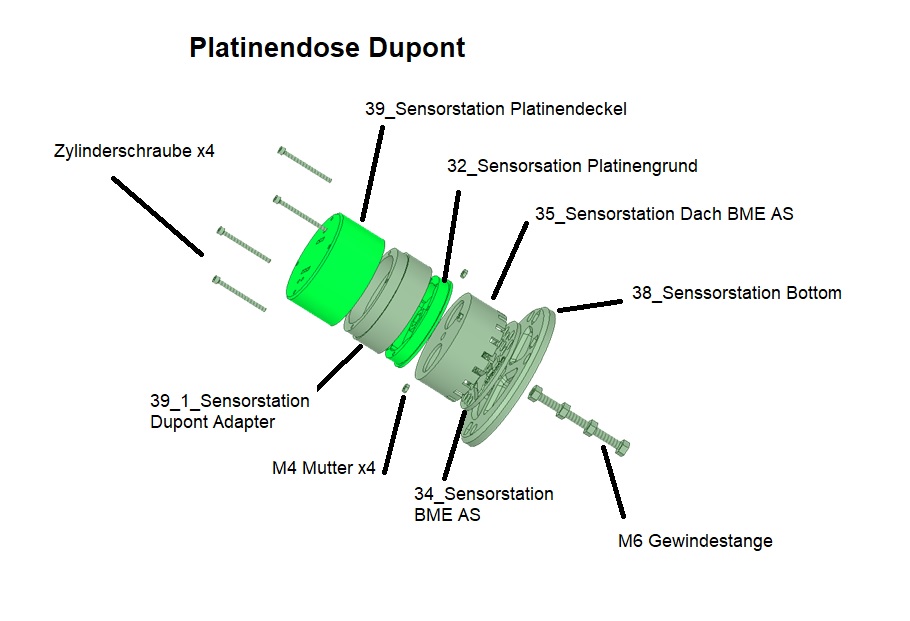 Platinendose Dupont
39_Sensorstation Platinendeckel
Zylinderschraube x4
32_Sensorsation Platinengrund
35_Sensorstation Dach BME AS
38_Senssorstation Bottom
39_1_Sensorstation
Dupont Adapter
M4 Mutter x4
34_Sensorstation
BME AS
M6 Gewindestange